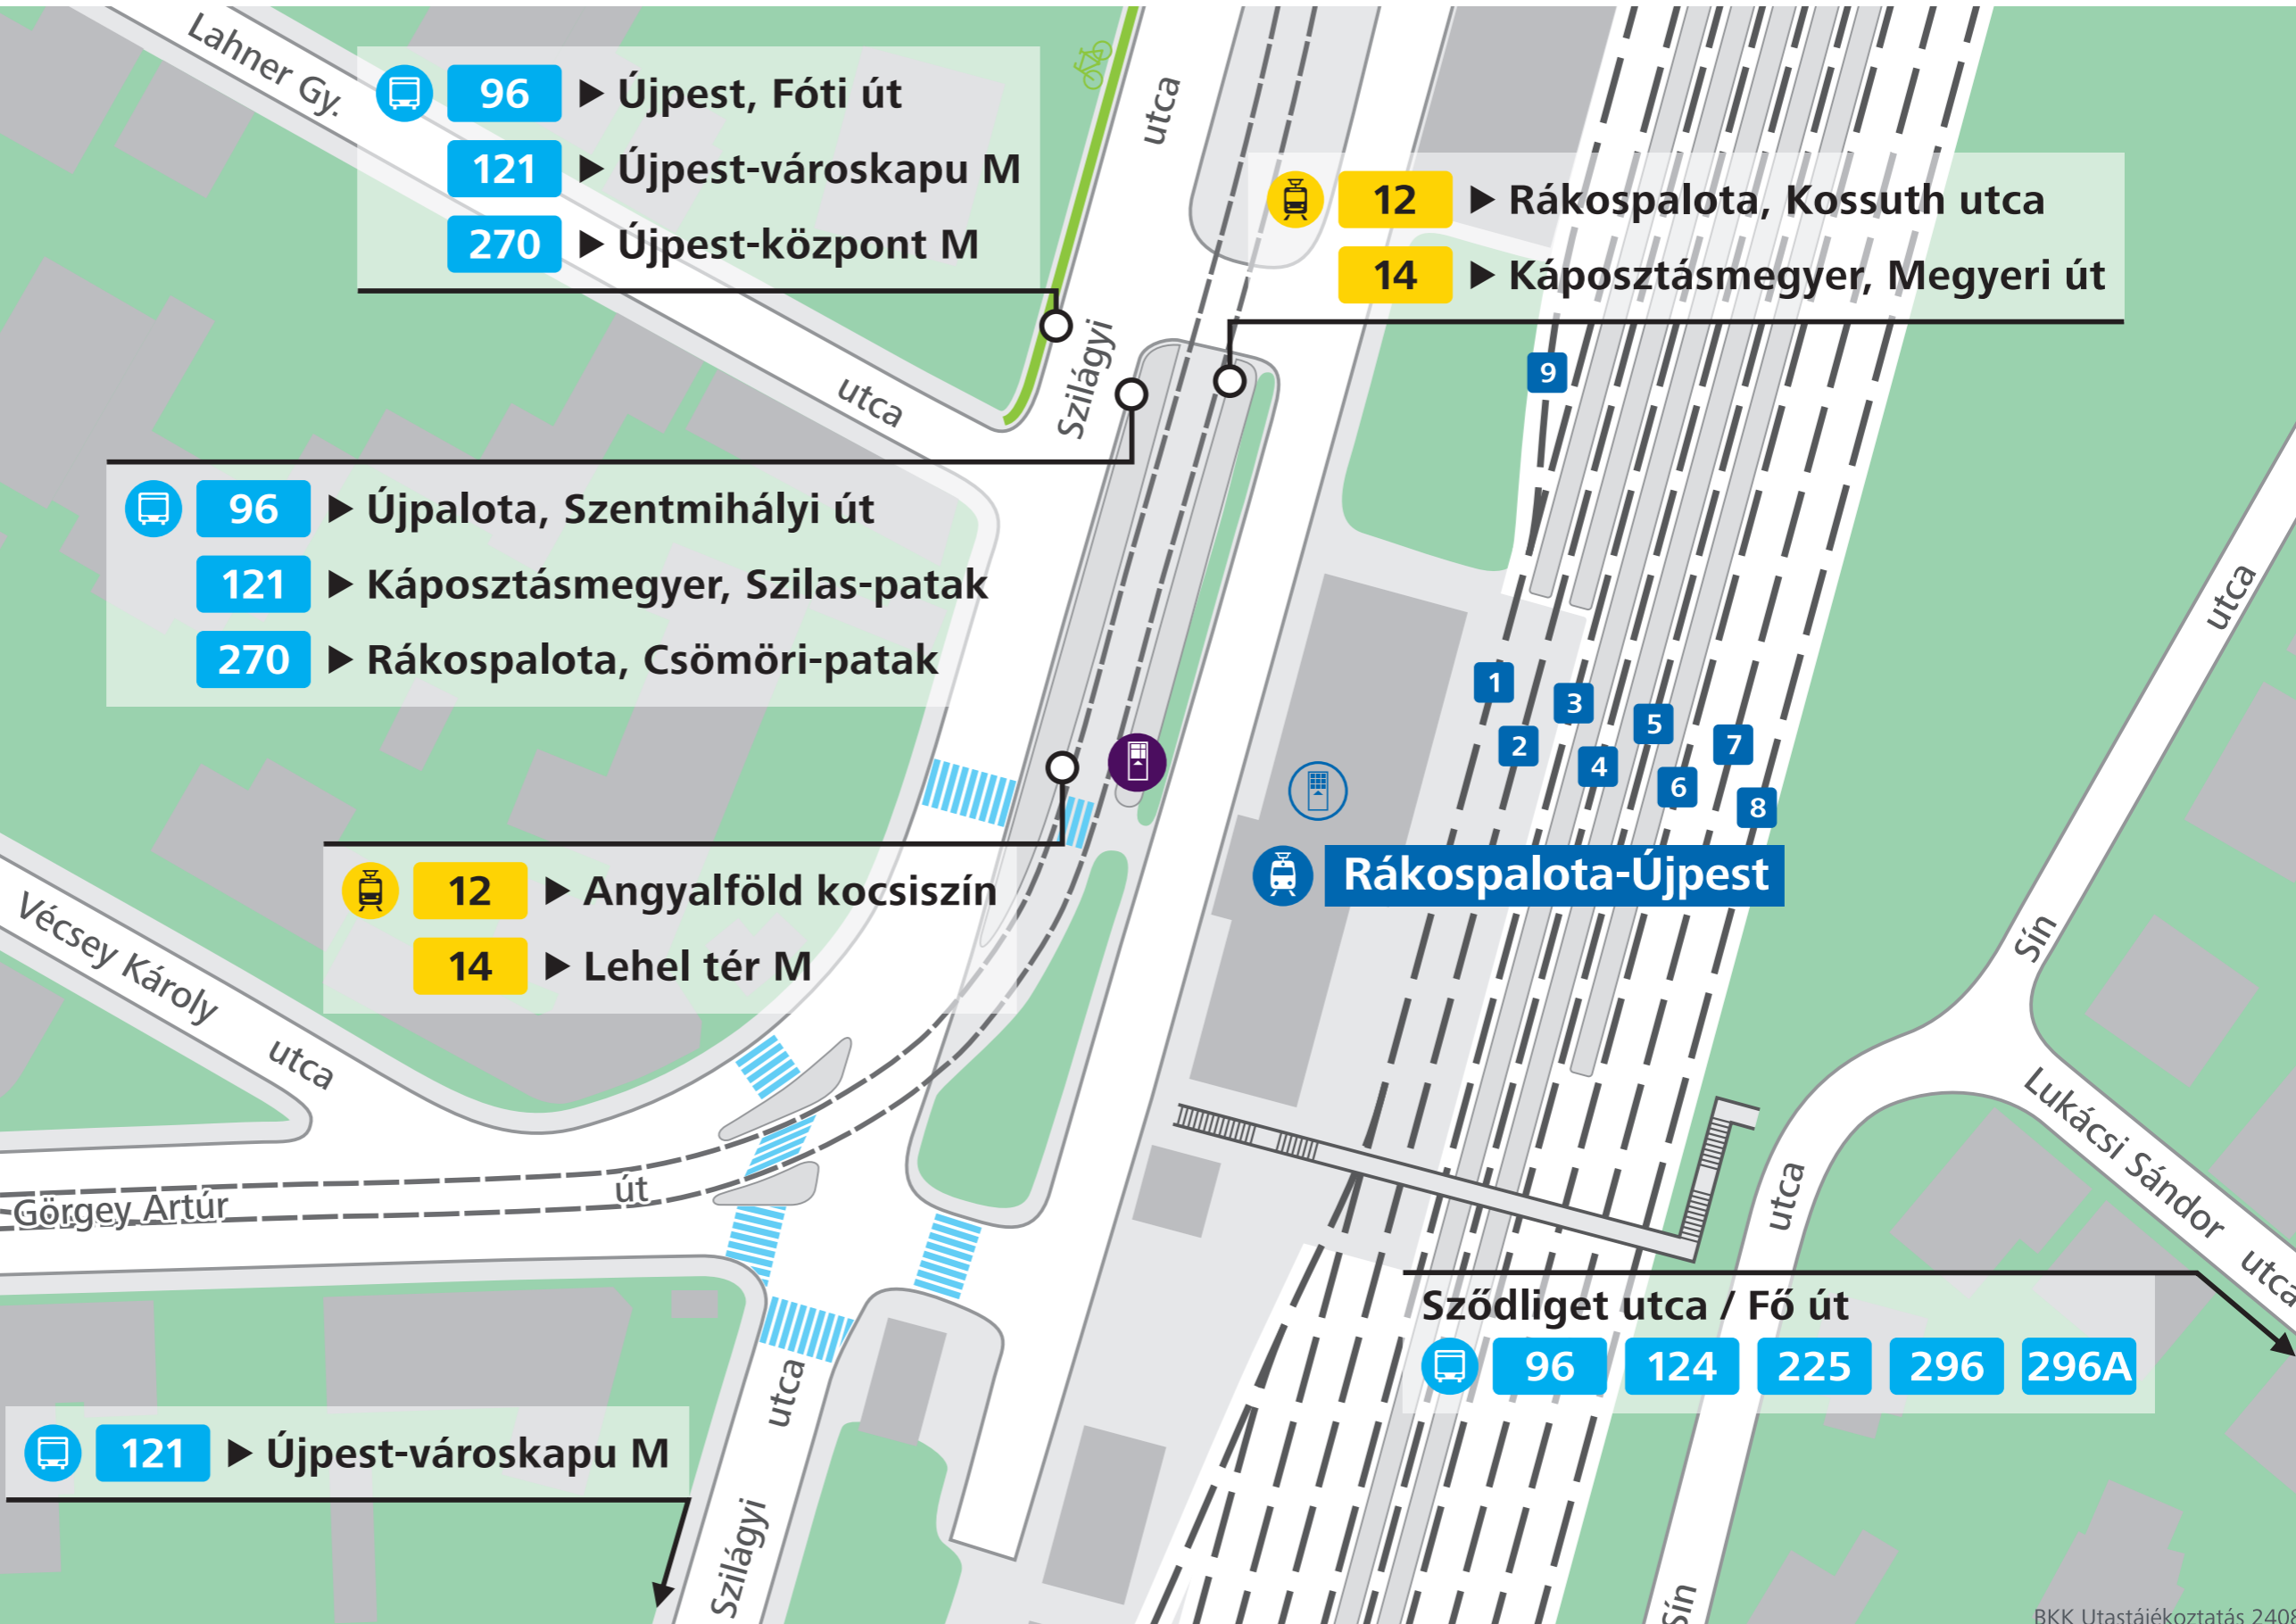 Lahner Gy.
utca
96 ▶ Újpest, Fóti út
121 ▶ Újpest-városkapu M
270 ▶ Újpest-központ M
utca
Szilágyi
12 ▶ Rákospalota, Kossuth utca
14 ▶ Káposztásmegyer, Megyeri út
9
96 ▶ Újpalota, Szentmihályi út
121 ▶ Káposztásmegyer, Szilas-patak
270 ▶ Rákospalota, Csömöri-patak
1
2
3
4
5
6
7
8
utca
Sín
12 ▶ Angyalföld kocsiszín
14 ▶ Lehel tér M
Rákospalota-Újpest
Vécsey Károly
utca
Görgey Artúr
út
Lukácsi Sándor
utca
utca
Sín
Sződliget utca / Fő út
96 124 225 296 296A
121 ▶ Újpest-városkapu M
utca
Szilágyi
BKK Utastájékoztatás